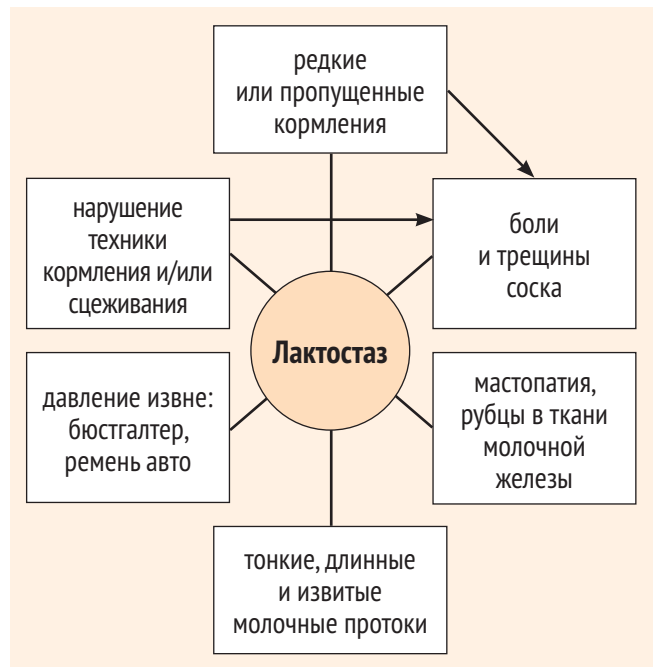 редкие
или пропущенные
кормления
нарушение
техники
кормления и/или
сцеживания
боли
и трещины
соска
Лактостаз
давление извне:
бюстгалтер,
ремень авто
мастопатия,
рубцы в ткани
молочной
железы
тонкие, длинные
и извитые
молочные протоки